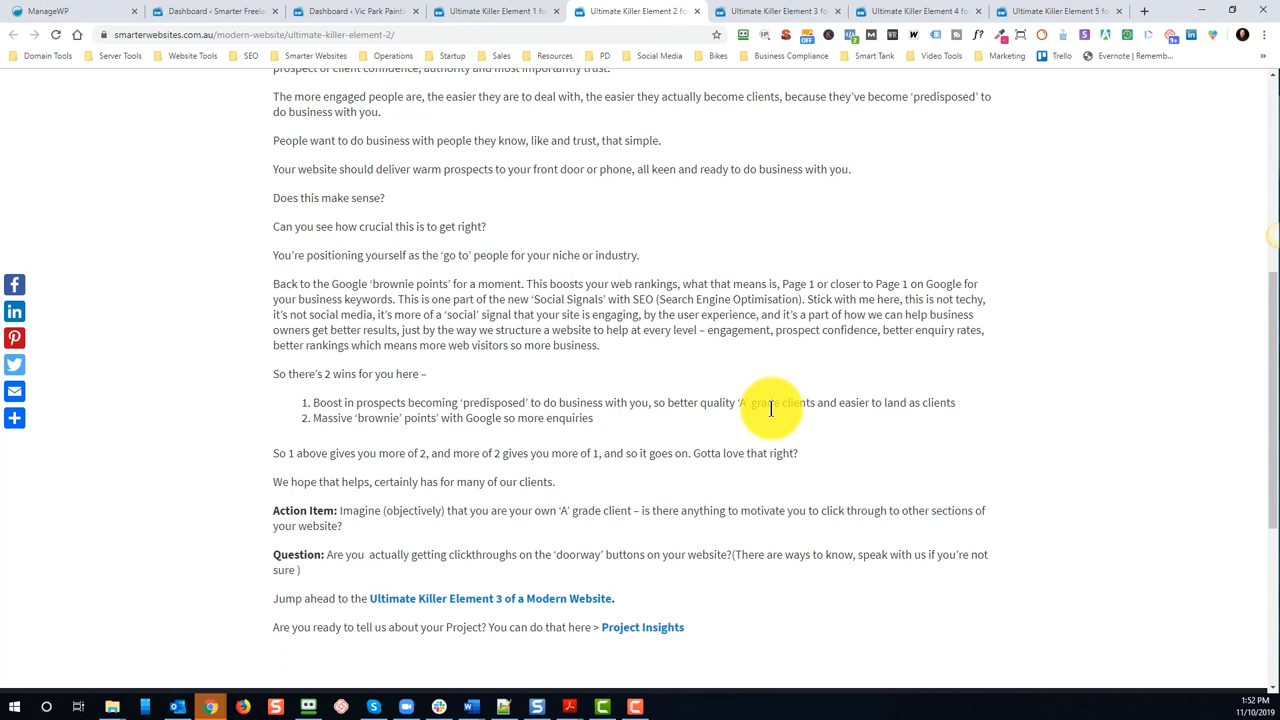 ManageWP
Dashboard ‹ Smarter Freela
Dashboard ‹ Vic Park Painti
Ultimate Killer Element 1 fo
Ultimate Killer Element 2 fo
Ultimate Killer Element 3 fo
Ultimate Killer Element 4 fo
Ultimate Killer Element 5 fo
smarterwebsites.com.au/modern-website/ultimate-killer-element-2/
Domain Tools
Server Tools
Website Tools
SEO
Smarter Websites
Operations
Startup
Sales
Resources
PD
Social Media
Bikes
Business Compliance
Smart Tank
Video Tools
Marketing
Trello
Evernote | Rememb...
prospect or client confidence, authority and most importantly trust.
The more engaged people are, the easier they are to deal with, the easier they actually become clients, because they've become ‘predisposed’ to
do business with you.
People want to do business with people they know, like and trust, that simple.
Your website should deliver warm prospects to your front door or phone, all keen and ready to do business with you.
Does this make sense?
Can you see how crucial this is to get right?
You're positioning yourself as the ‘go to’ people for your niche or industry.
Back to the Google ‘brownie points’ for a moment. This boosts your web rankings, what that means is, Page 1 or closer to Page 1 on Google for
your business keywords. This is one part of the new ‘Social Signals’ with SEO (Search Engine Optimisation). Stick with me here, this is not techy,
it's not social media, it's more of a ‘social’ signal that your site is engaging, by the user experience, and it's a part of how we can help business
owners get better results, just by the way we structure a website to help at every level – engagement, prospect confidence, better enquiry rates,
better rankings which means more web visitors so more business.
So there's 2 wins for you here –
1. Boost in prospects becoming ‘predisposed’ to do business with you, so better quality ‘A’ grade clients and easier to land as clients
2. Massive ‘brownie’ points’ with Google so more enquiries
So 1 above gives you more of 2, and more of 2 gives you more of 1, and so it goes on. Gotta love that right?
We hope that helps, certainly has for many of our clients.
Action Item: Imagine (objectively) that you are your own ‘A’ grade client – is there anything to motivate you to click through to other sections of
your website?
Question: Are you actually getting clickthroughs on the ‘doorway’ buttons on your website?(There are ways to know, speak with us if you're not
sure )
Jump ahead to the Ultimate Killer Element 3 of a Modern Website.
Are you ready to tell us about your Project? You can do that here > Project Insights
1:52 PM
11/10/2019